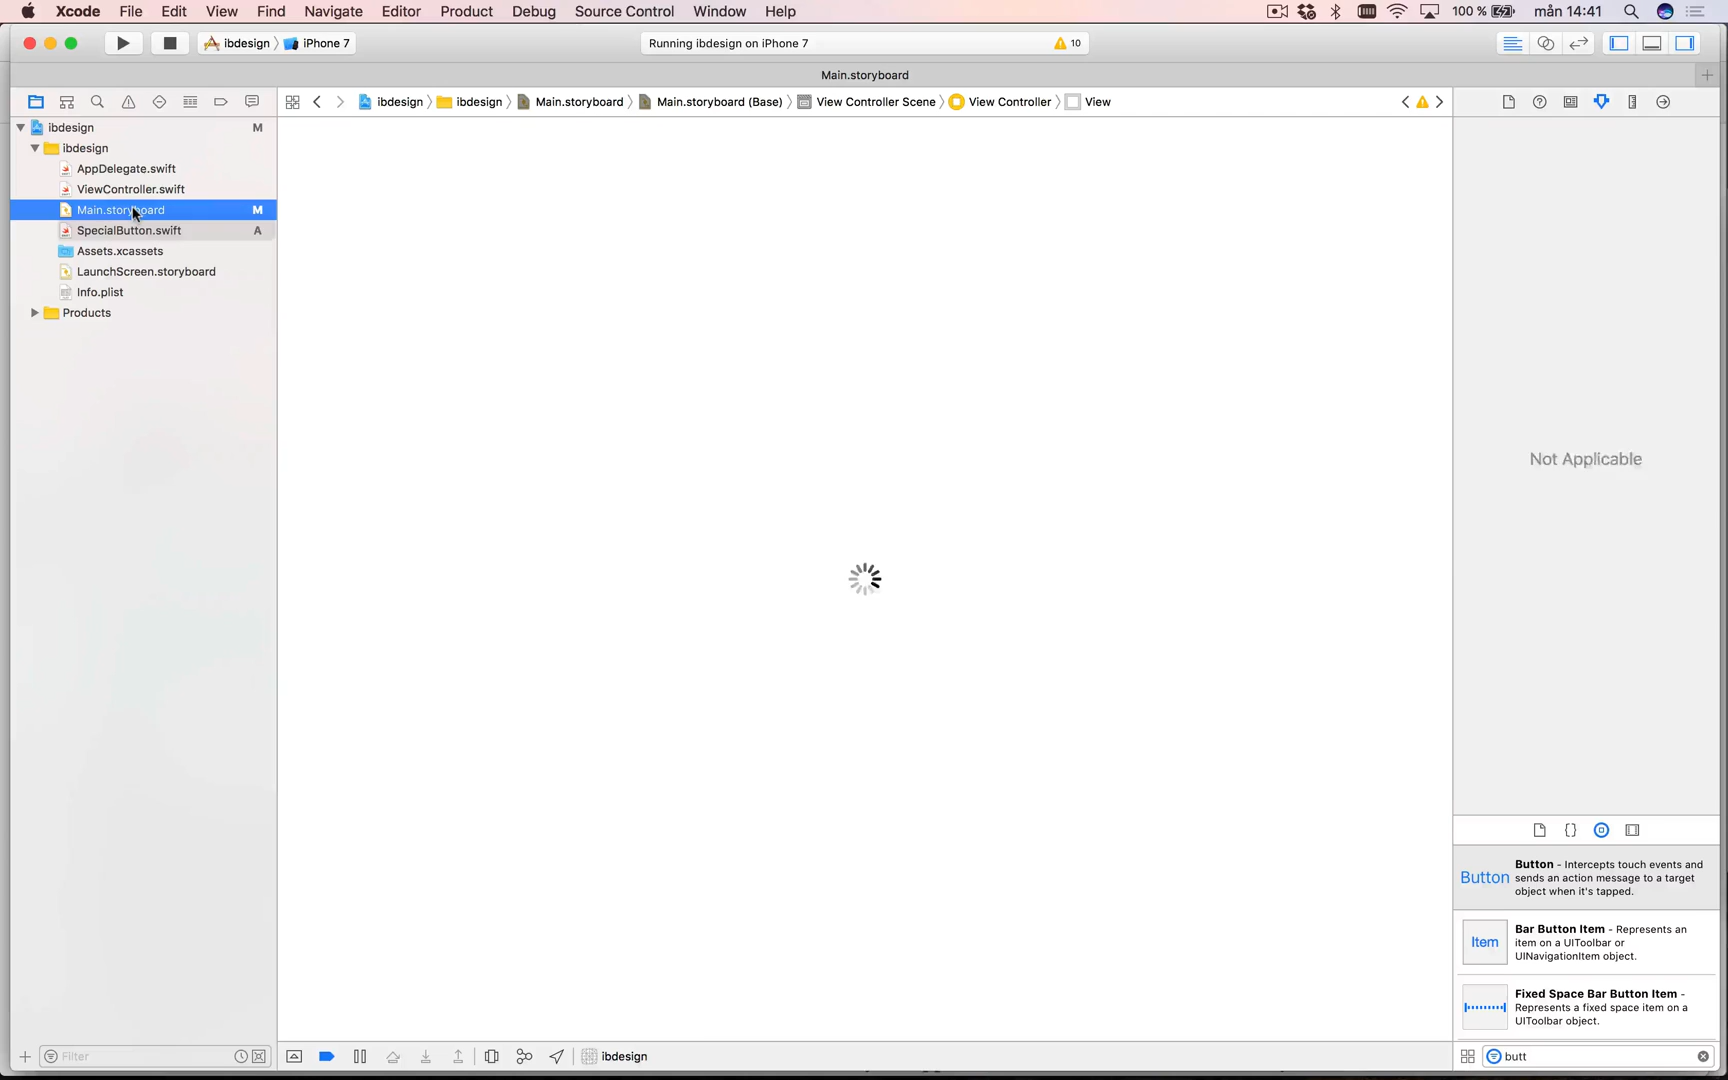 Xcode File Edit View Find Navigate Editor Product Debug Source Control Window Help 100 % mån 14:41
ibdesign iPhone 7 Running ibdesign on iPhone 7 10
Main.storyboard
ibdesign ibdesign Main.storyboard Main.storyboard (Base) View Controller Scene View Controller View
ibdesign M
ibdesign
AppDelegate.swift
ViewController.swift
Main.storyboard M
SpecialButton.swift A
Assets.xcassets
LaunchScreen.storyboard
Info.plist
Products
Not Applicable
Button
Button - Intercepts touch events and
sends an action message to a target
object when it's tapped.
Item
Bar Button Item - Represents an
item on a UIToolbar or
UINavigationItem object.
Fixed Space Bar Button Item -
Represents a fixed space item on a
UIToolbar object.
Filter ibdesign butt